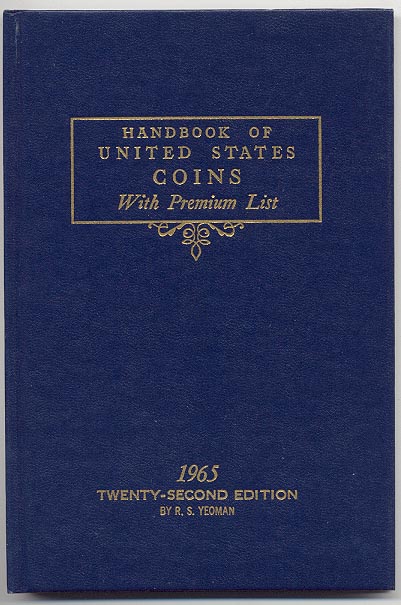 HANDBOOK OF
UNITED STATES
COINS
With Premium List
1965
TWENTY-SECOND EDITION
BY R. S. YEOMAN